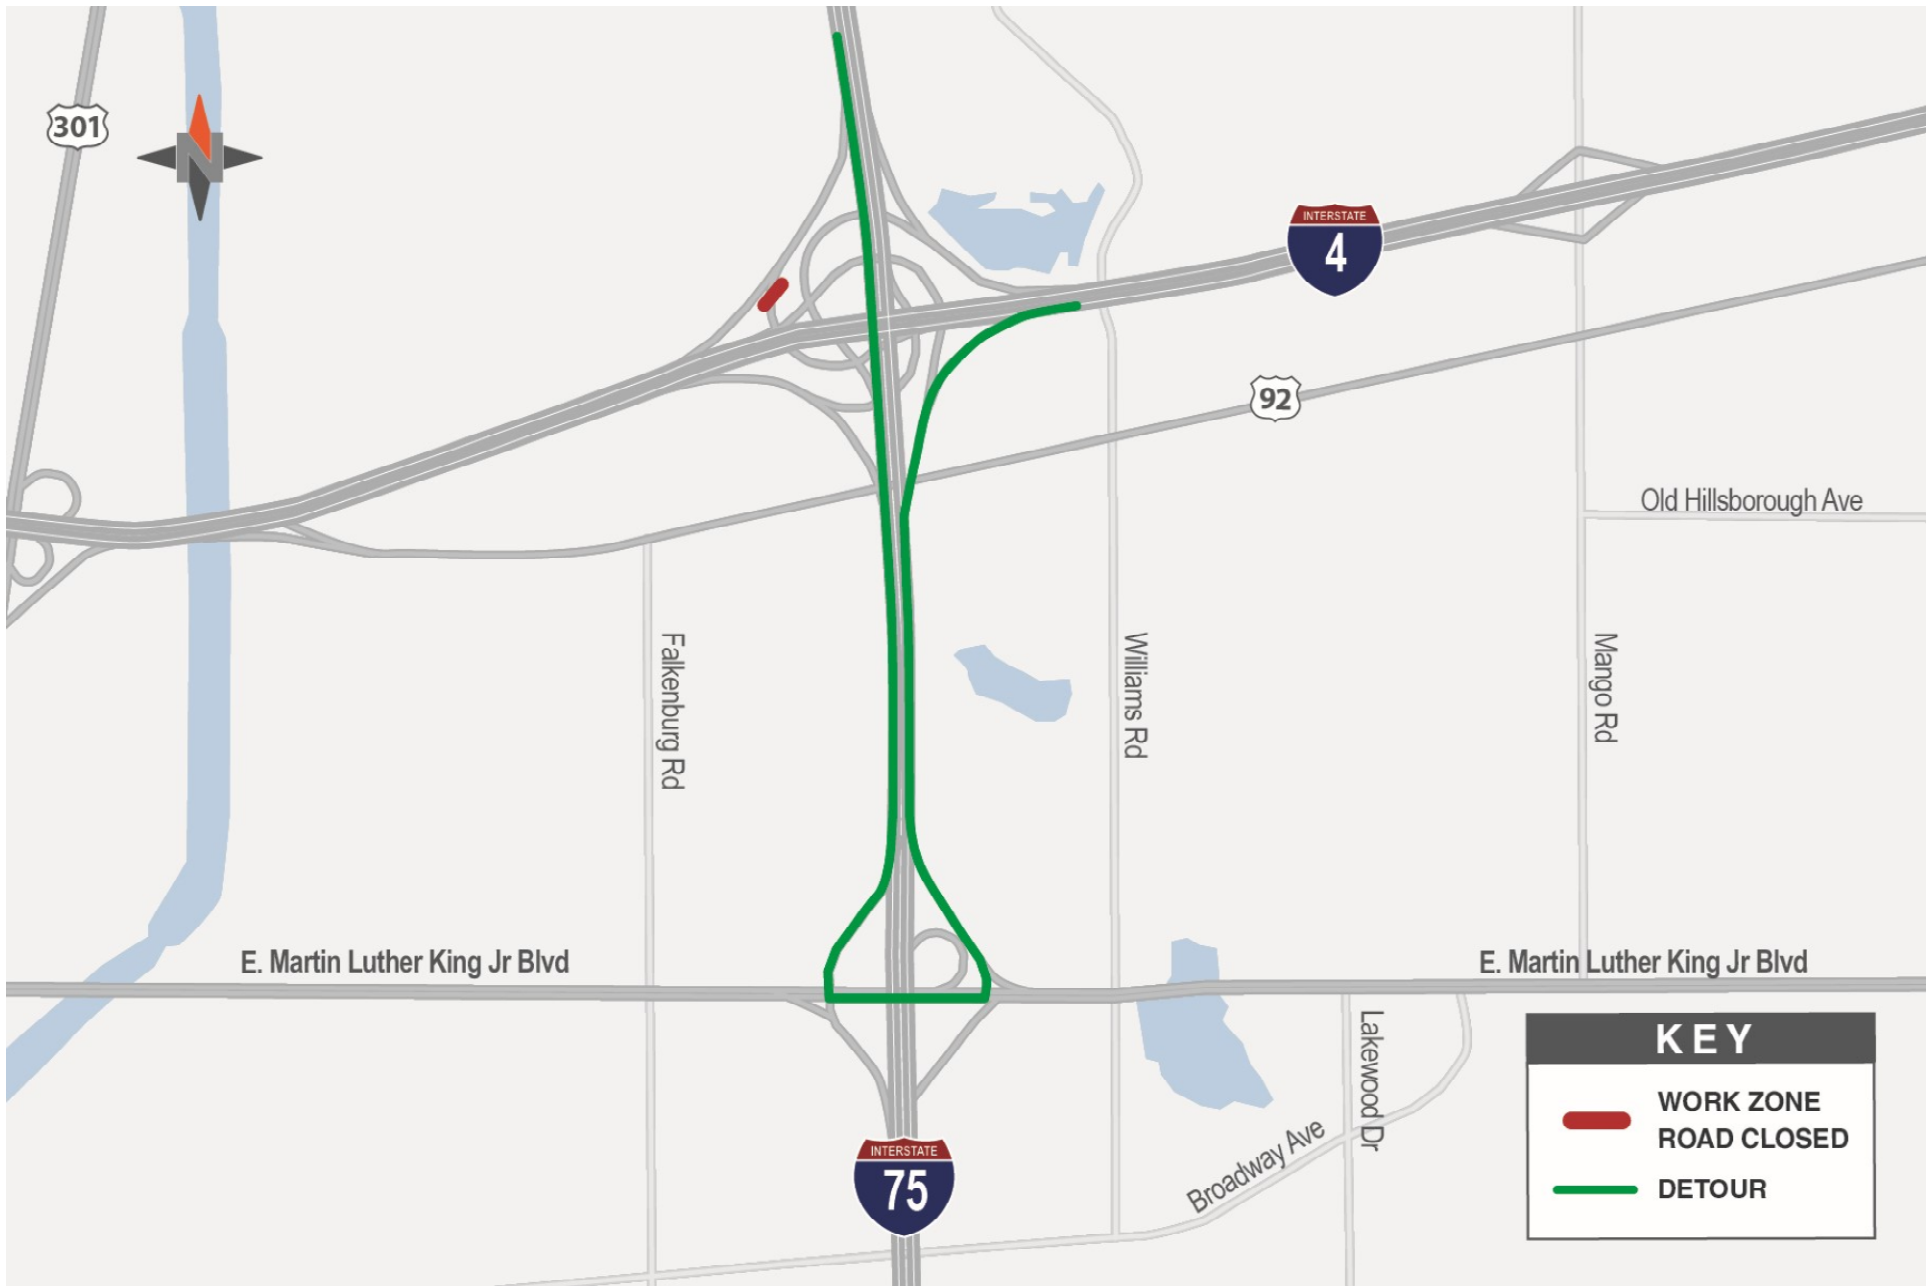 301
N
INTERSTATE
4
92
Old Hillsborough Ave
Falkenburg Rd
Williams Rd
Mango Rd
E. Martin Luther King Jr Blvd
E. Martin Luther King Jr Blvd
Lakewood Dr
Broadway Ave
INTERSTATE
75
KEY
WORK ZONE
ROAD CLOSED
DETOUR